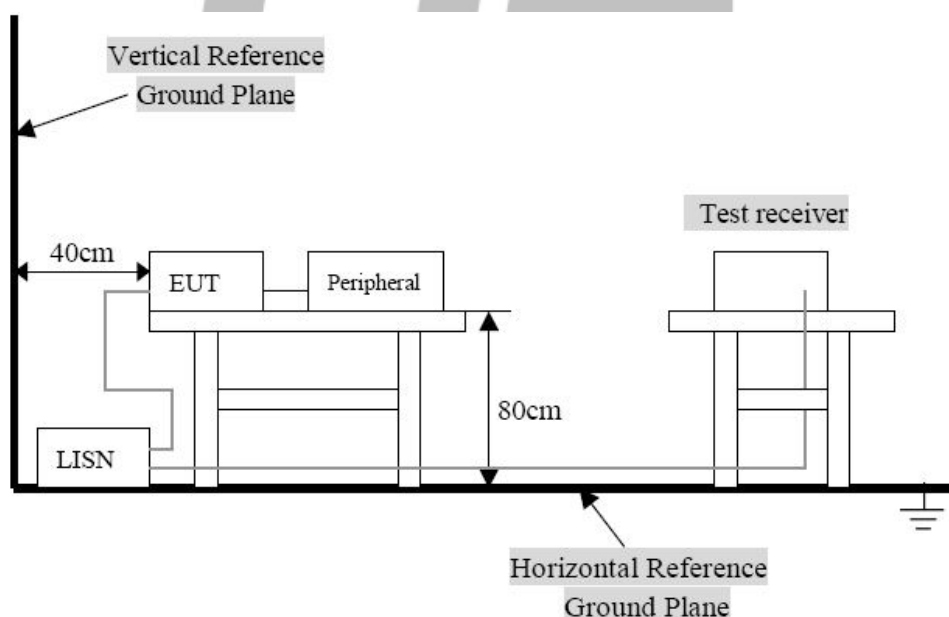 Vertical Reference
Ground Plane
Test receiver
40cm
EUT
Peripheral
80cm
LISN
Horizontal Reference
Ground Plane